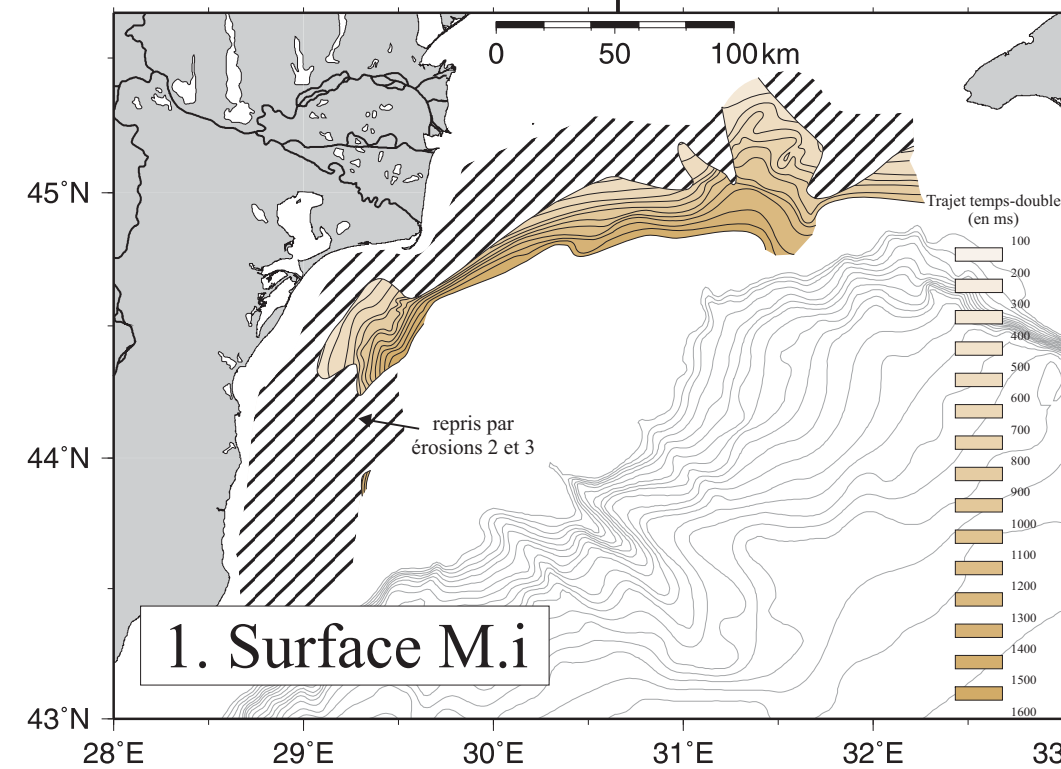 0 50 100 km
45°N
Trajet temps-double
(en ms)
100
200
300
400
500
600
700
800
900
1000
1100
1200
1300
1400
1500
1600
repris par
érosions 2 et 3
44°N
1. Surface M.i
43°N
28°E 29°E 30°E 31°E 32°E 33